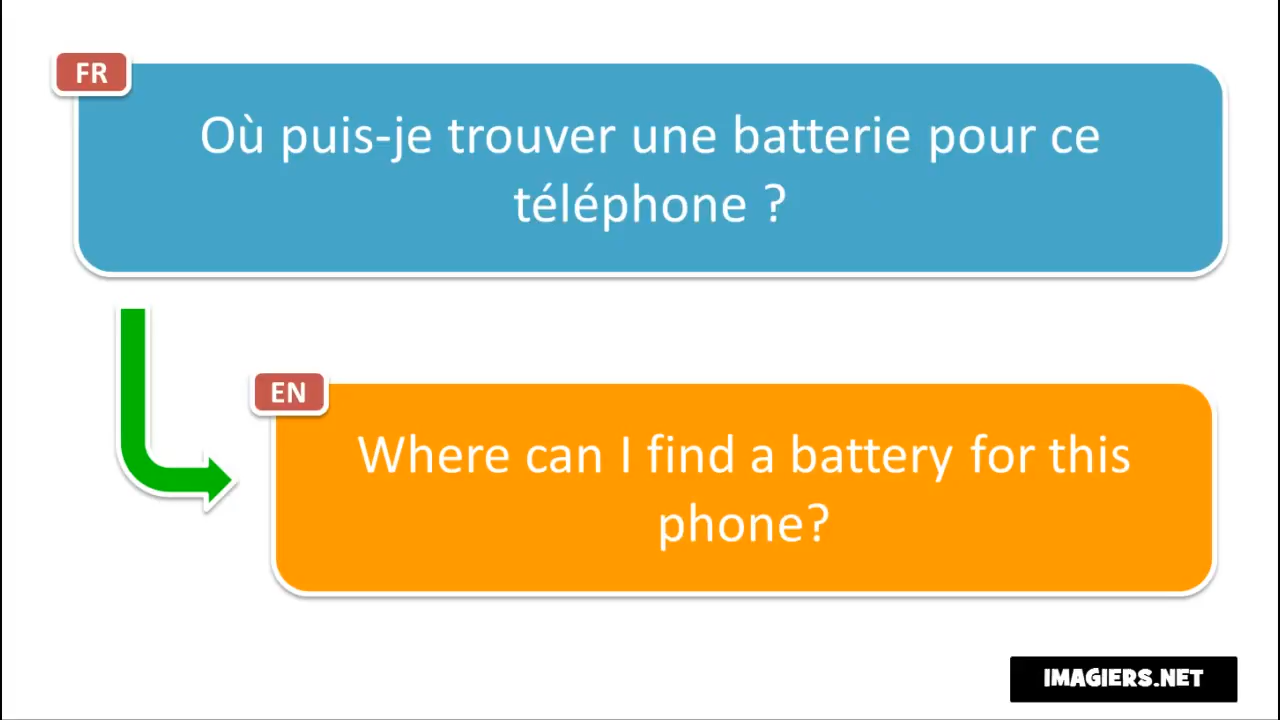 FR
Où puis-je trouver une batterie pour ce
téléphone ?
EN
Where can I find a battery for this
phone?
IMAGIERS.NET